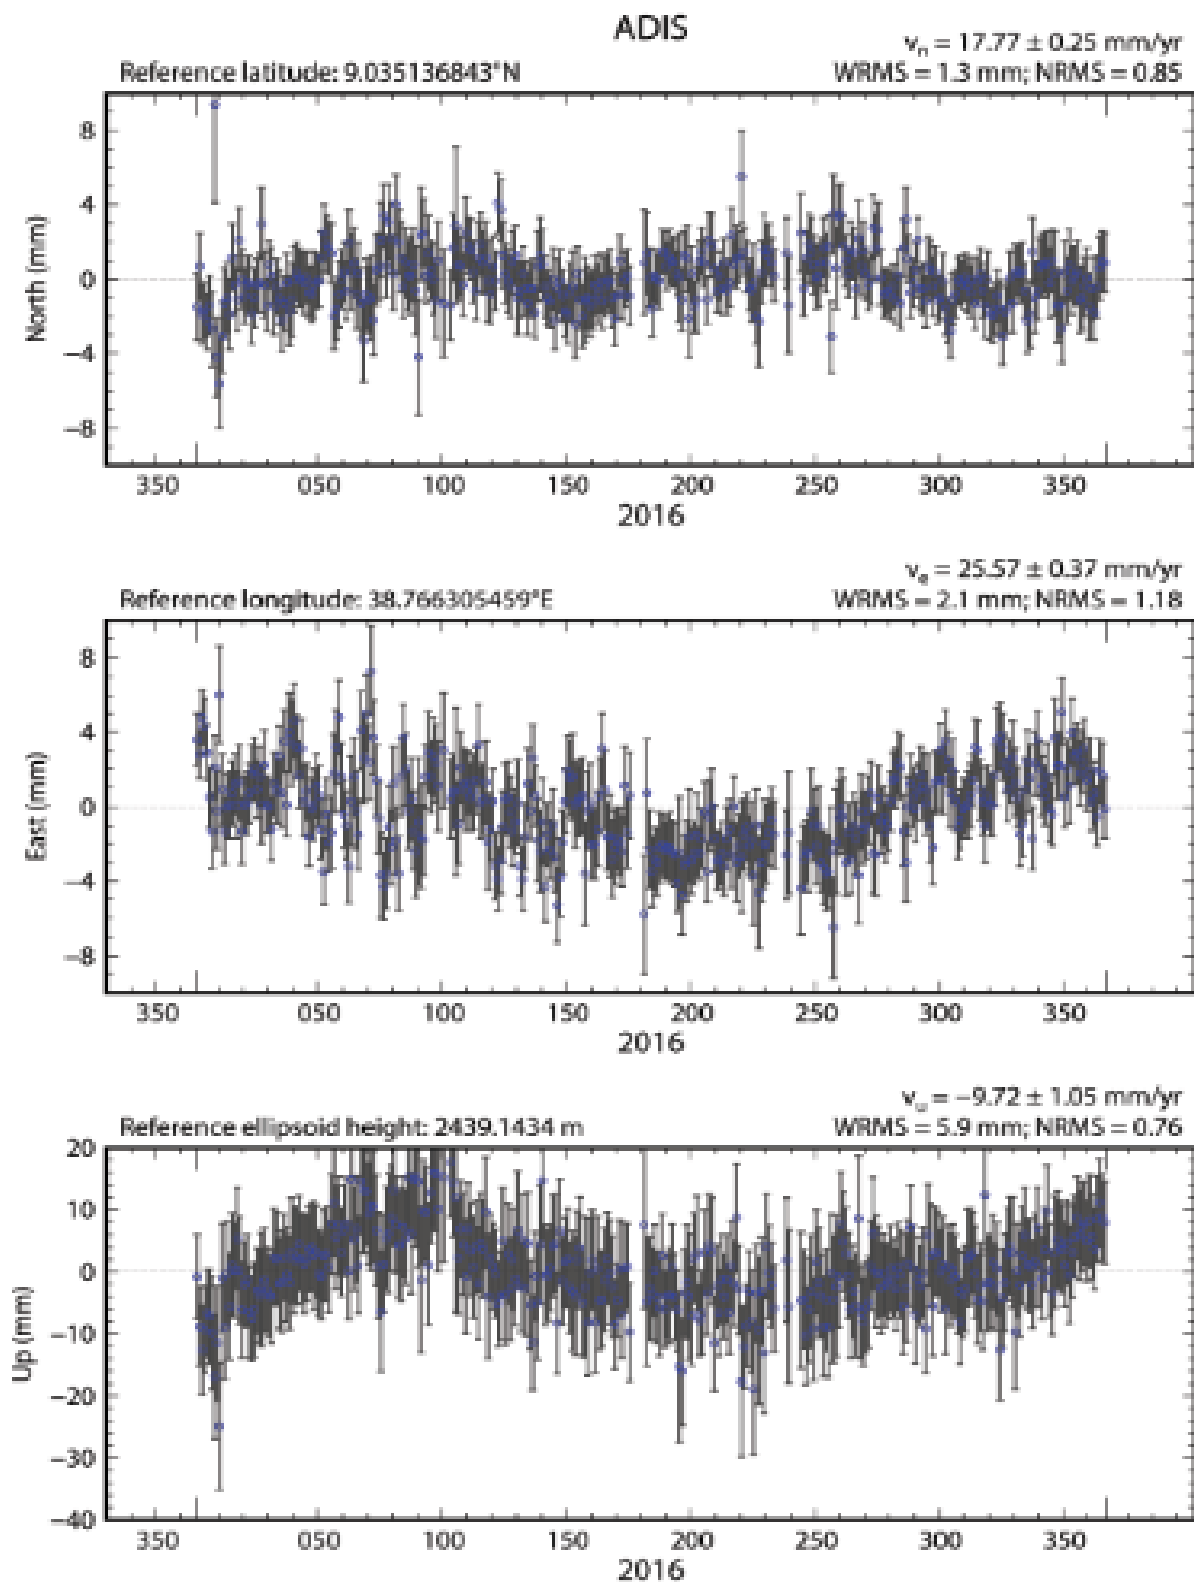 ADIS
vn = 17.77 ± 0.25 mm/yr
Reference latitude: 9.035136843°N
WRMS = 1.3 mm; NRMS = 0.85
8
4
0
−4
−8
North (mm)
350 050 100 150 200 250 300 350
2016
ve = 25.57 ± 0.37 mm/yr
Reference longitude: 38.766305459°E
WRMS = 2.1 mm; NRMS = 1.18
8
4
0
−4
−8
East (mm)
350 050 100 150 200 250 300 350
2016
vu = −9.72 ± 1.05 mm/yr
Reference ellipsoid height: 2439.1434 m
WRMS = 5.9 mm; NRMS = 0.76
20
10
0
−10
−20
−30
−40
Up (mm)
350 050 100 150 200 250 300 350
2016